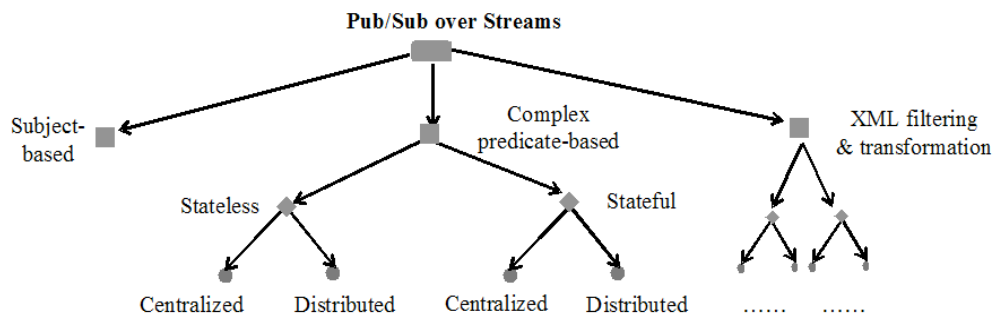 Pub/Sub over Streams
Subject-
based
Complex
predicate-based
XML filtering
& transformation
Stateless
Stateful
Centralized
Distributed
Centralized
Distributed
......
......